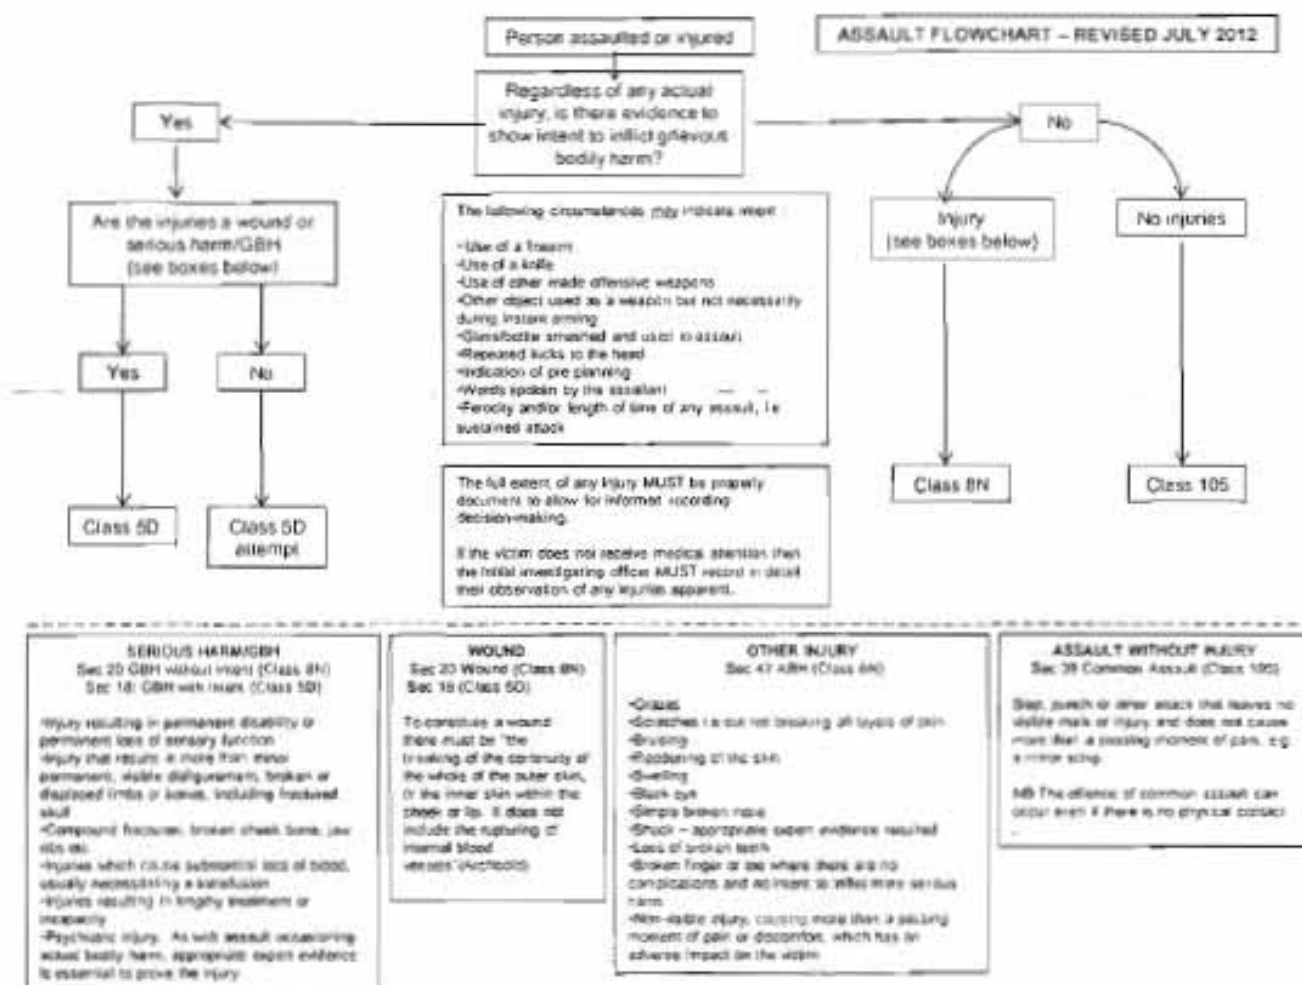 ASSAULT FLOWCHART – REVISED JULY 2012
Person assaulted or injured
Regardless of any actual
injury, is there evidence to
show intent to inflict grievous
bodily harm?
Yes
No
Are the injuries a wound or
serious harm/GBH
(see boxes below)
Injury
(see boxes below)
No injuries
The following circumstances may indicate intent
•Use of a firearm
•Use of a knife
•Use of other made offensive weapons
•Other object used as a weapon but not necessarily
during instant arming
•Glass/bottle smashed and used in assault
•Repeated kicks to the head
•Indication of pre planning
•Words spoken by the assailant
•Ferocity and/or length of time of any assault, i.e
sustained attack
Yes
No
Class 5D
Class 5D
attempt
Class 8N
Class 105
The full extent of any injury MUST be properly
document to allow for informed recording
decision-making.
If the victim does not receive medical attention then
the initial investigating officer MUST record in detail
their observation of any injuries apparent.
SERIOUS HARM/GBH
Sec 20 GBH without intent (Class 8N)
Sec 18: GBH with intent (Class 5D)
•Injury resulting in permanent disability or
permanent loss of sensory function
•Injury that results in more than minor
permanent, visible disfigurement, broken or
displaced limbs or bones, including fractured
skull
•Compound fractures, broken cheek bone, jaw
ribs etc
•Injuries which cause substantial loss of blood,
usually necessitating a transfusion
•Injuries resulting in lengthy treatment or
incapacity
•Psychiatric injury. As with assault occasioning
actual bodily harm, appropriate expert evidence
is essential to prove the injury
WOUND
Sec 20 Wound (Class 8N)
Sec 18 (Class 5D)
To constitute a wound
there must be "the
breaking of the continuity of
the whole of the outer skin,
or the inner skin within the
cheek or lip. It does not
include the rupturing of
internal blood
vessels" (Archbold)
OTHER INJURY
Sec 47 ABH (Class 8N)
•Grazes
•Scratches i.e but not breaking all layers of skin
•Bruising
•Reddening of the skin
•Swelling
•Black eye
•Simple broken nose
•Shock – appropriate expert evidence required
•Loss of broken teeth
•Broken finger or toe where there are no
complications and no intent to inflict more serious
harm
•Non-visible injury, causing more than a passing
moment of pain or discomfort, which has an
adverse impact on the victim
ASSAULT WITHOUT INJURY
Sec 39 Common Assault (Class 105)
Slap, punch or other attack that leaves no
visible mark or injury and does not cause
more than a passing moment of pain, e.g.
a minor sting.
NB The offence of common assault can
occur even if there is no physical contact